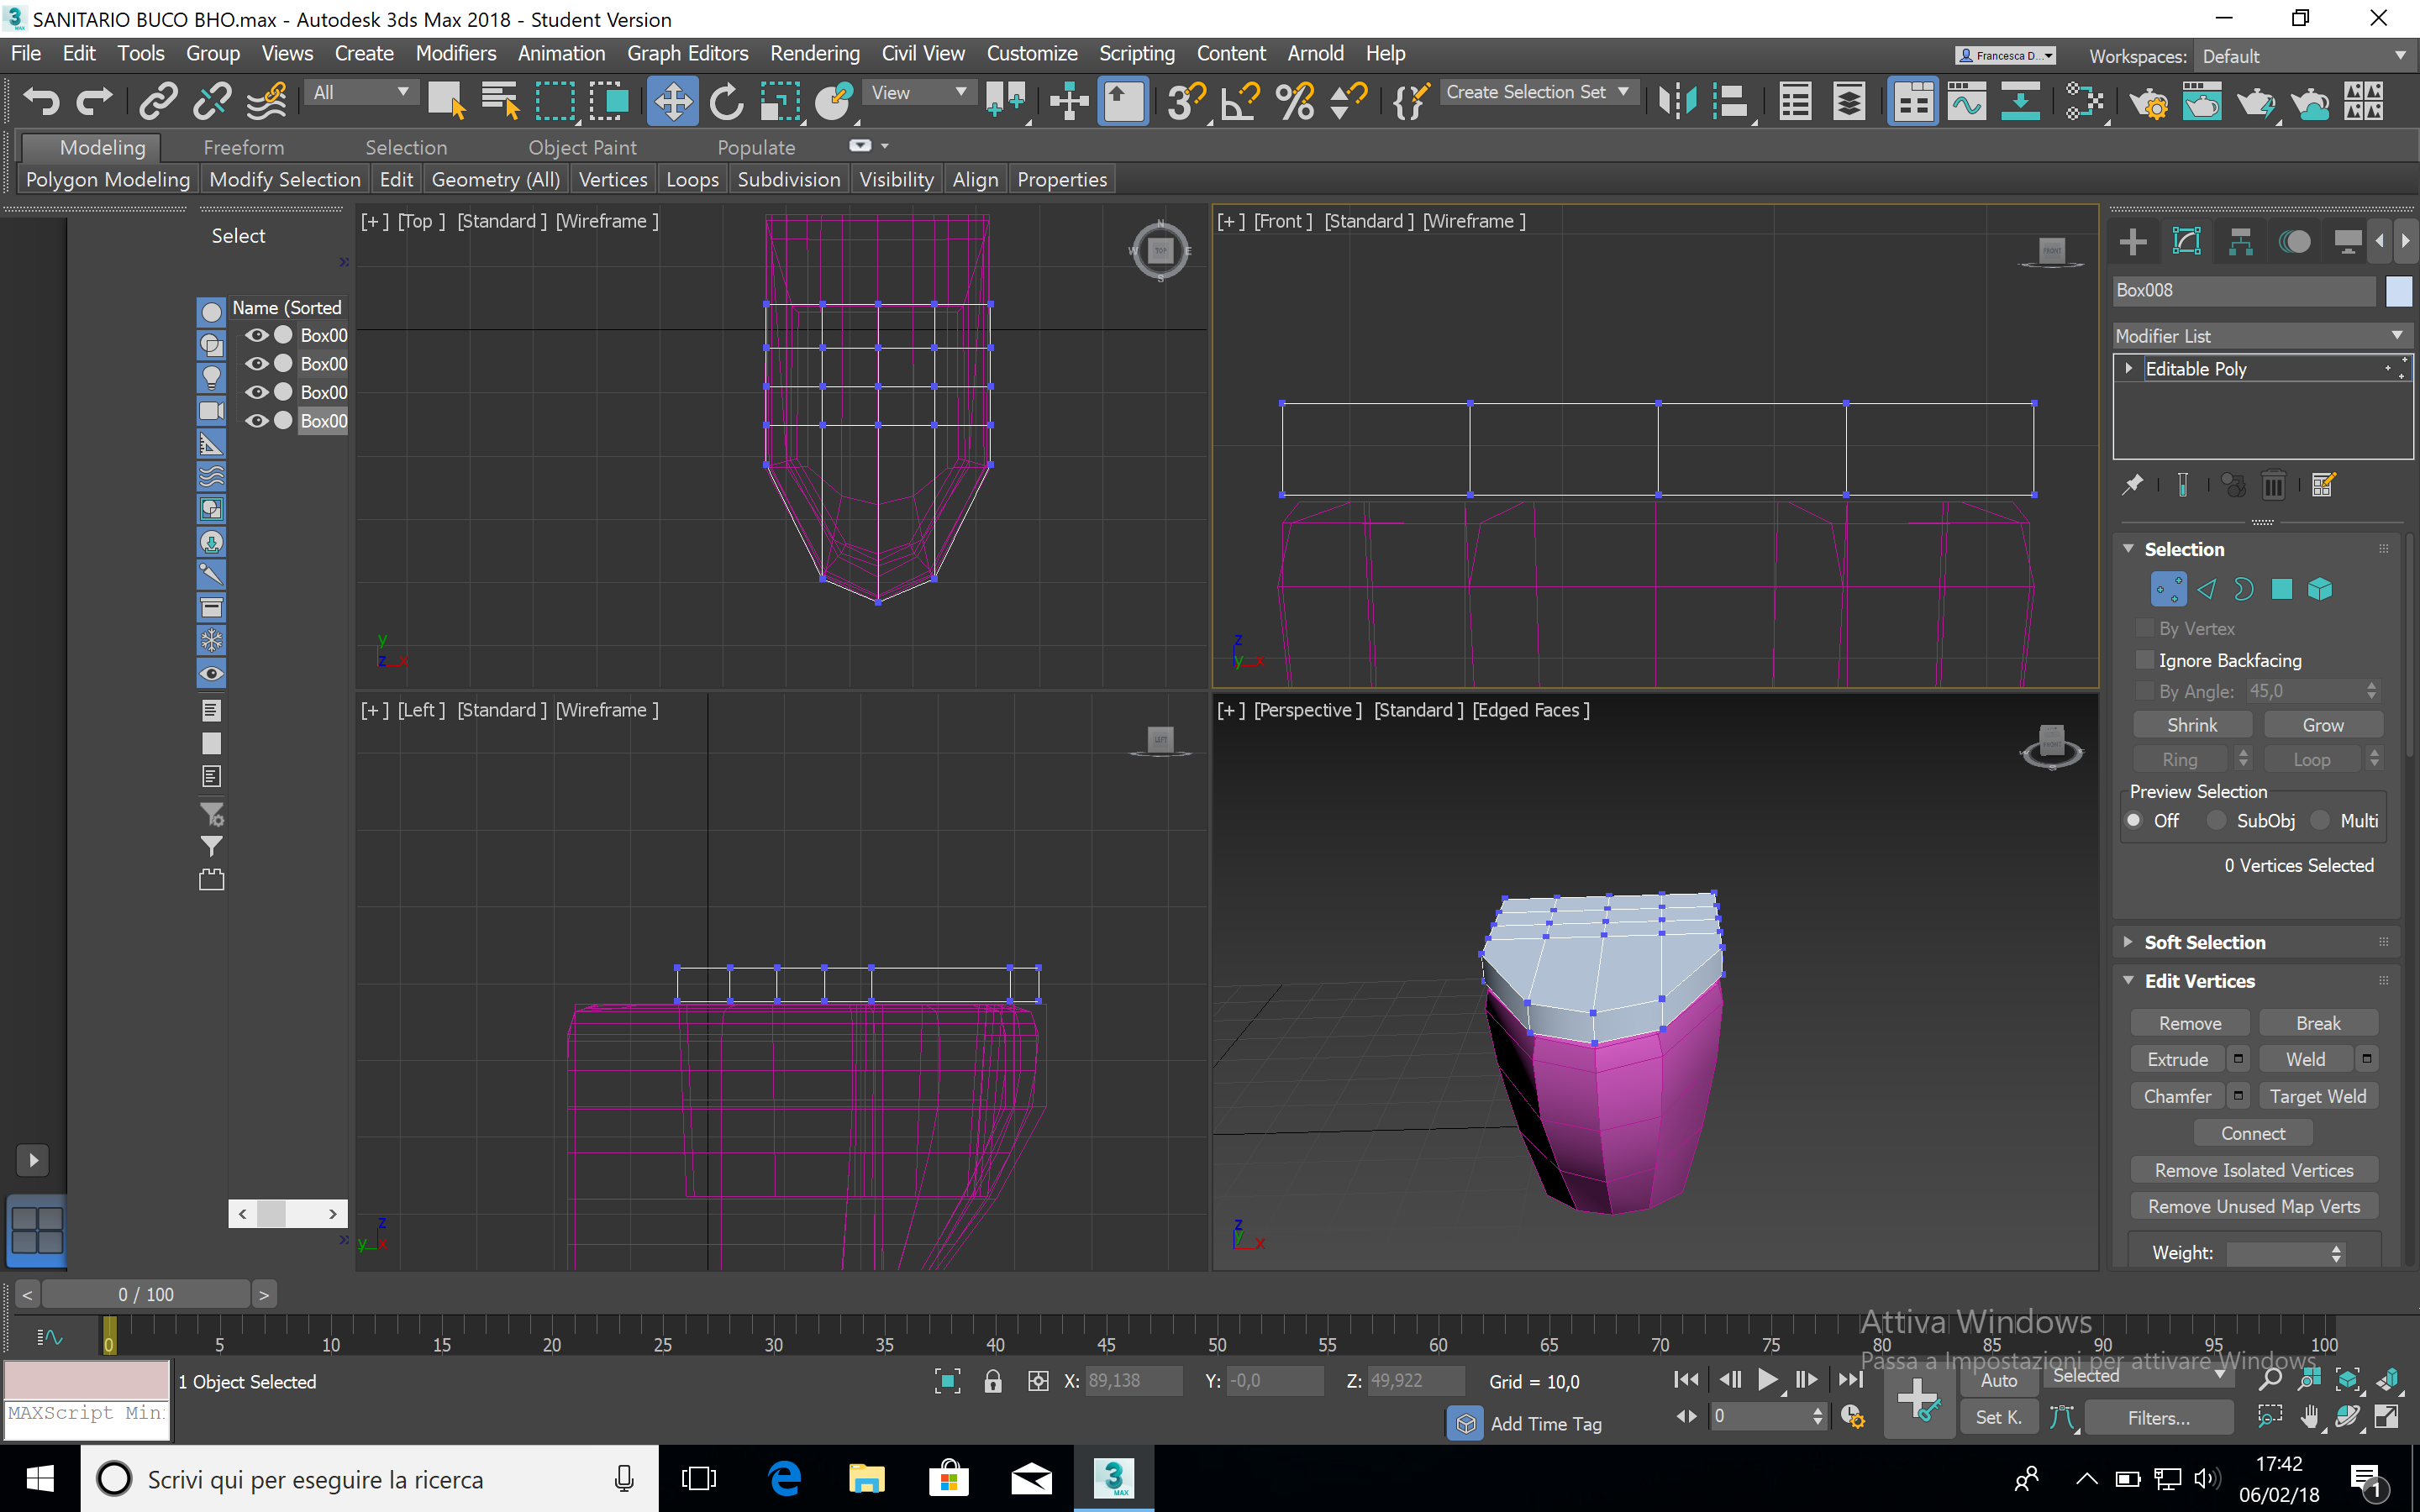 SANITARIO BUCO BHO.max - Autodesk 3ds Max 2018 - Student Version
File Edit Tools Group Views Create Modifiers Animation Graph Editors Rendering Civil View Customize Scripting Content Arnold Help
Francesca D...
Workspaces: Default
All
View
Create Selection Set
Modeling Freeform Selection Object Paint Populate
Polygon Modeling Modify Selection Edit Geometry (All) Vertices Loops Subdivision Visibility Align Properties
Select
Name (Sorted
Box00
Box00
Box00
Box00
[+] [Top ] [Standard ] [Wireframe ]
N
W TOP E
S
y
z x
[+] [Front ] [Standard ] [Wireframe ]
FRONT
z
y x
[+] [Left ] [Standard ] [Wireframe ]
LEFT
z
y x
[+] [Perspective ] [Standard ] [Edged Faces ]
z
y
x
Box008
Modifier List
Editable Poly
Selection
By Vertex
Ignore Backfacing
By Angle: 45,0
Shrink Grow
Ring Loop
Preview Selection
Off SubObj Multi
0 Vertices Selected
Soft Selection
Edit Vertices
Remove Break
Extrude Weld
Chamfer Target Weld
Connect
Remove Isolated Vertices
Remove Unused Map Verts
Weight:
< 0 / 100 >
0 5 10 15 20 25 30 35 40 45 50 55 60 65 70 75 80 85 90 95 100
Attiva Windows
Passa a Impostazioni per attivare Windows.
1 Object Selected
MAXScript Min
X: 89,138 Y: -0,0 Z: 49,922 Grid = 10,0
Add Time Tag
0
Auto Selected
Set K. Filters...
Scrivi qui per eseguire la ricerca
3
MAX
17:42
06/02/18
1